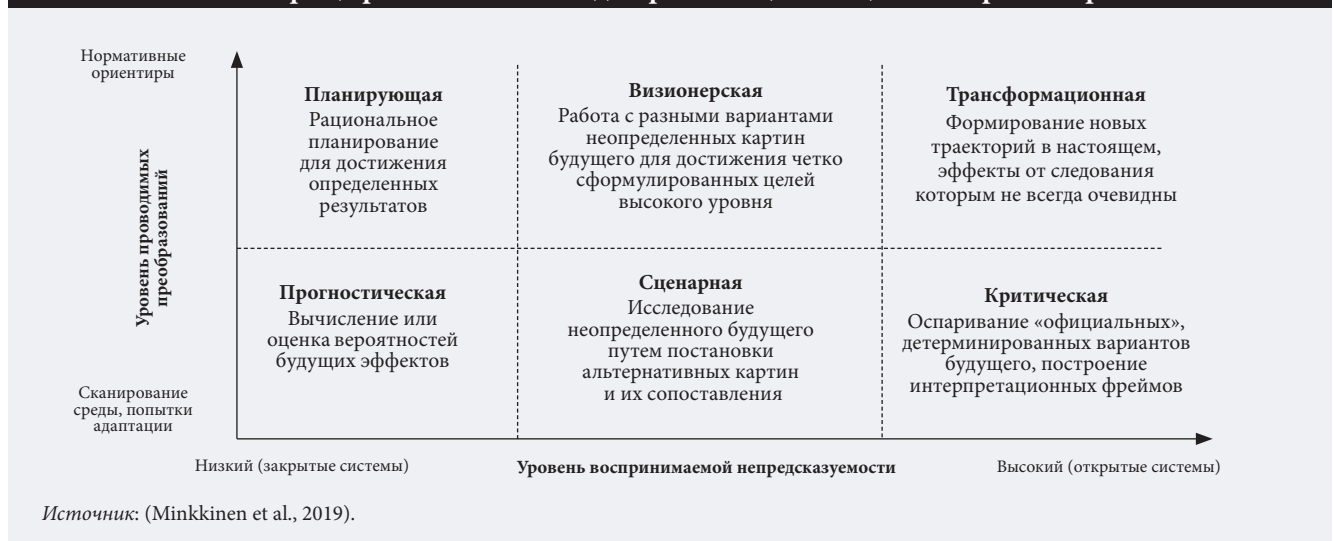 Нормативные
ориентиры
Уровень проводимых
преобразований
Сканирование
среды, попытки
адаптации
Планирующая
Рациональное
планирование
для достижения
определенных
результатов
Визионерская
Работа с разными вариантами
неопределенных картин
будущего для достижения четко
сформулированных целей
высокого уровня
Трансформационная
Формирование новых
траекторий в настоящем,
эффекты от следования
которым не всегда очевидны
Прогностическая
Вычисление или
оценка вероятностей
будущих эффектов
Сценарная
Исследование
неопределенного будущего
путем постановки
альтернативных картин
и их сопоставления
Критическая
Оспаривание «официальных»,
детерминированных вариантов
будущего, построение
интерпретационных фреймов
Низкий (закрытые системы)
Уровень воспринимаемой непредсказуемости
Высокий (открытые системы)
Источник: (Minkkinen et al., 2019).